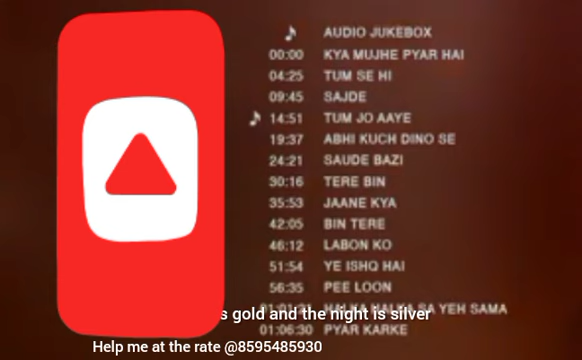 AUDIO JUKEBOX
00:00 KYA MUJHE PYAR HAI
04:25 TUM SE HI
09:45 SAJDE
14:51 TUM JO AAYE
19:37 ABHI KUCH DINO SE
24:21 SAUDE BAZI
30:16 TERE BIN
35:53 JAANE KYA
42:05 BIN TERE
46:12 LABON KO
51:54 YE ISHQ HAI
56:35 PEE LOON
SA YEH SAMA
s gold and the night is silver
01:06:30 PYAR KARKE
Help me at the rate @8595485930